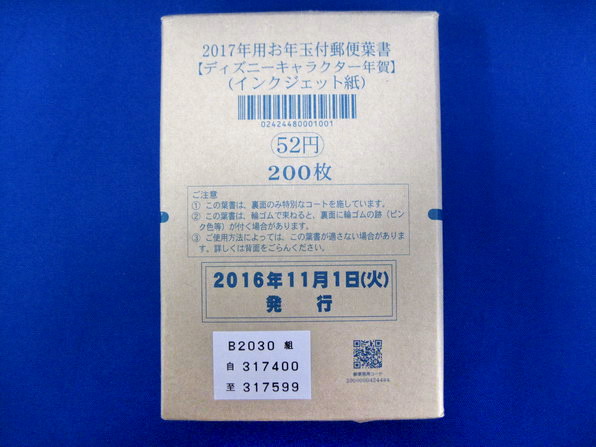 2017年用お年玉付郵便葉書
【ディズニーキャラクター年賀】
(インクジェット紙)
02424480001001
52円
200枚
ご注意
① この葉書は、裏面のみ特別なコートを施しています。
② この葉書は、輪ゴムで束ねると、裏面に輪ゴムの跡（ピン
ク色等）が付く場合があります。
③ ご使用方法によっては、この葉書が適さない場合がありま
す。詳しくは背面をごらんください。
2016年11月1日(火)
発 行
B2030 組
自 317400
至 317599